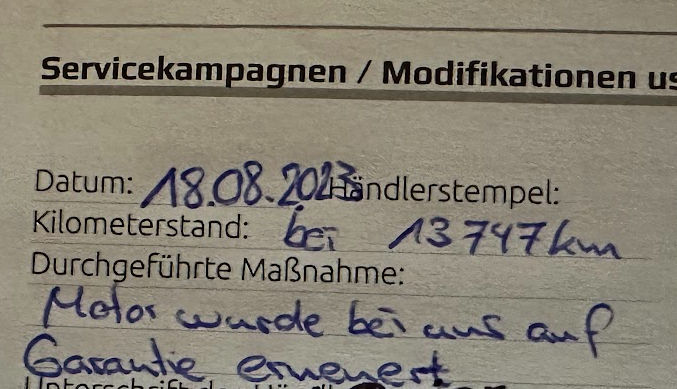 Servicekampagnen / Modifikationen us
Datum: 18.08.2023 Händlerstempel:
Kilometerstand: bei 13747km
Durchgeführte Maßnahme:
Motor wurde bei uns auf
Garantie erneuert